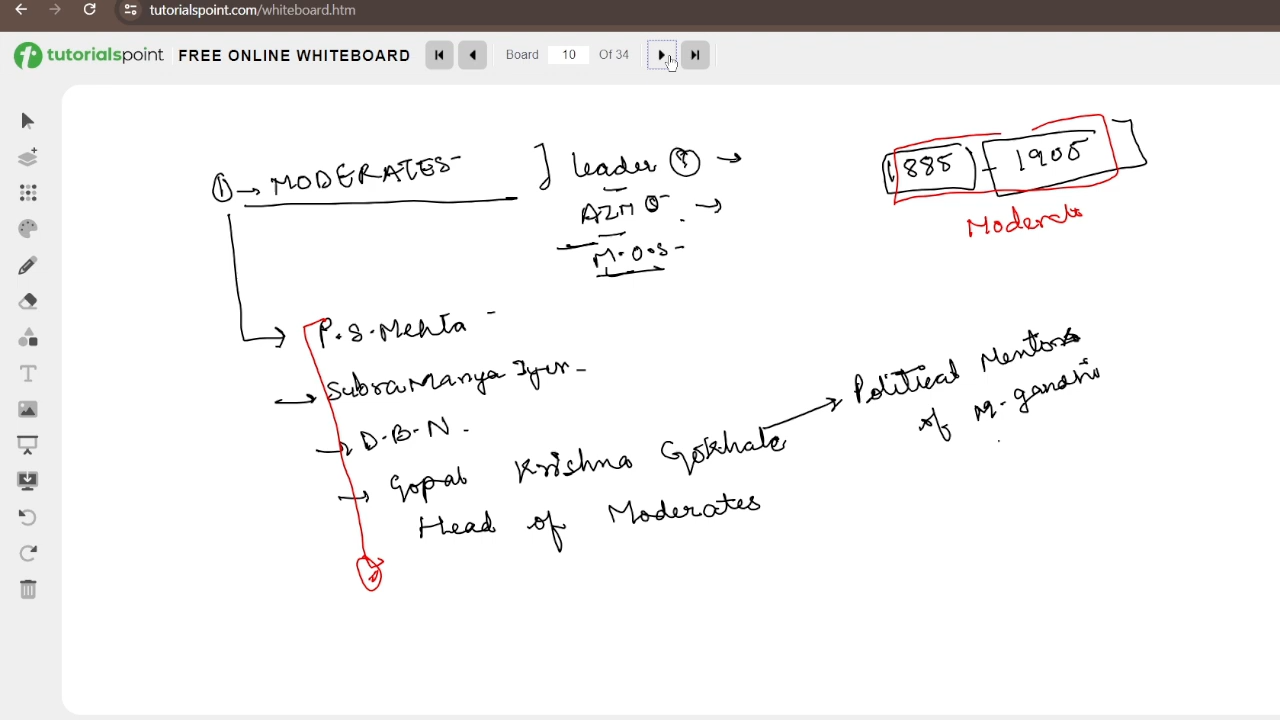 tutorialspoint.com/whiteboard.htm
tutorialspoint FREE ONLINE WHITEBOARD Board 10 Of 34
① → MODERATES
leader ? →
AIM →
M.O.S -
1885 - 1905
Moderate
P.S.Mehta -
→ Subramanya Iyer -
→ D.B.N.
→ Gopal Krishna Gokhale → Political Mentor
of M. gandhi
Head of Moderates